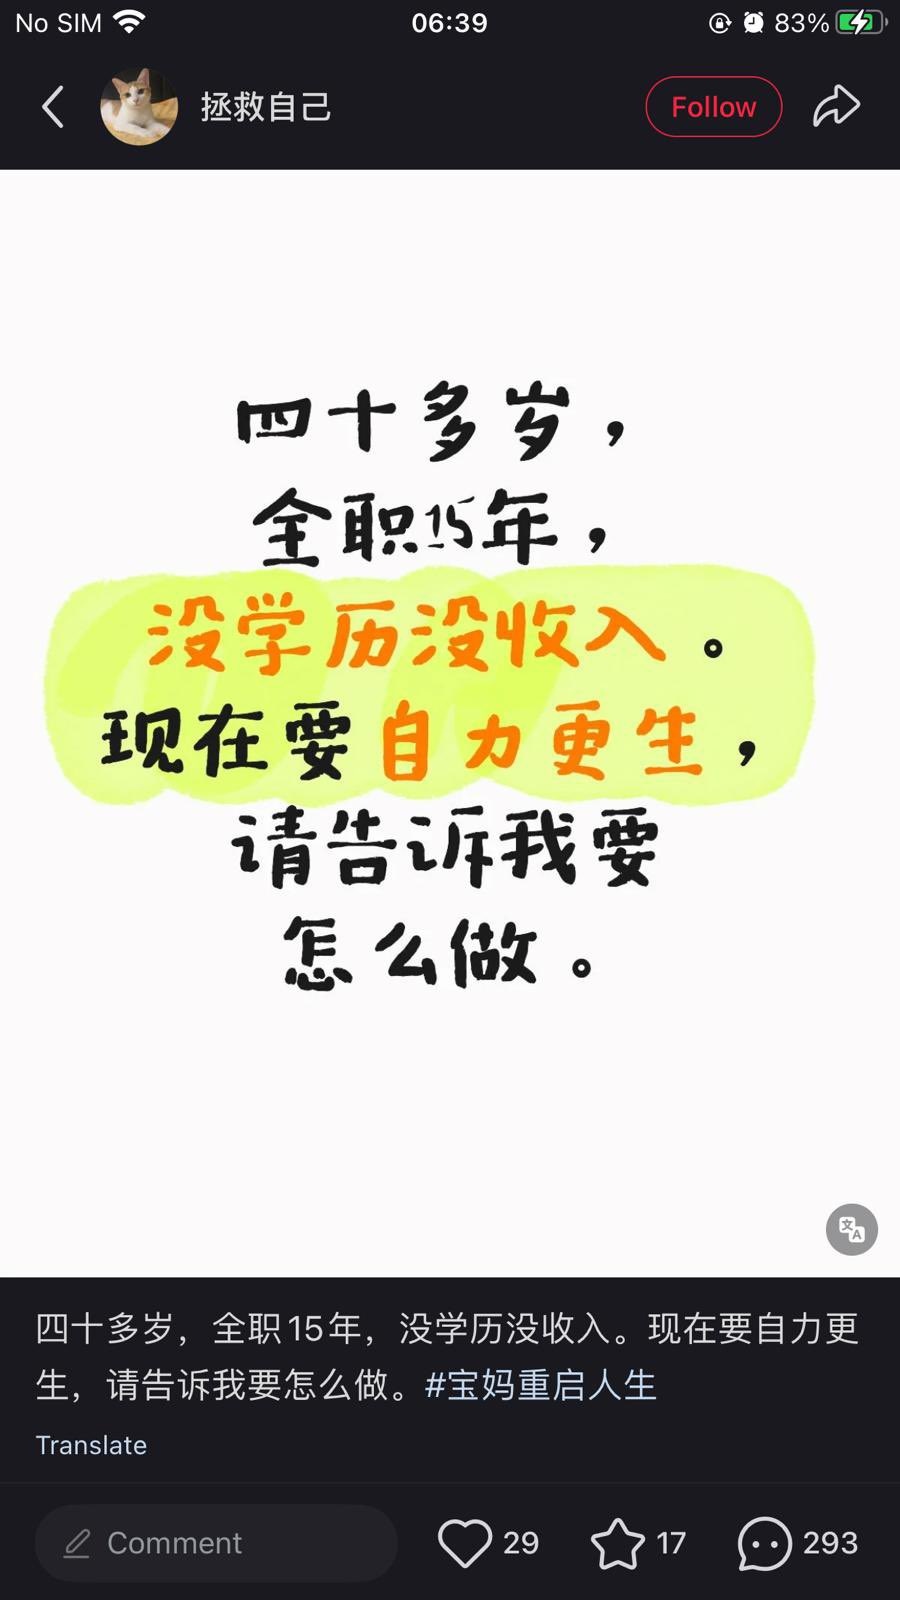 No SIM 06:39 83%
拯救自己 Follow
四十多岁，
全职15年，
没学历没收入。
现在要自力更生，
请告诉我要
怎么做。
四十多岁，全职15年，没学历没收入。现在要自力更
生，请告诉我要怎么做。#宝妈重启人生
Translate
Comment 29 17 293